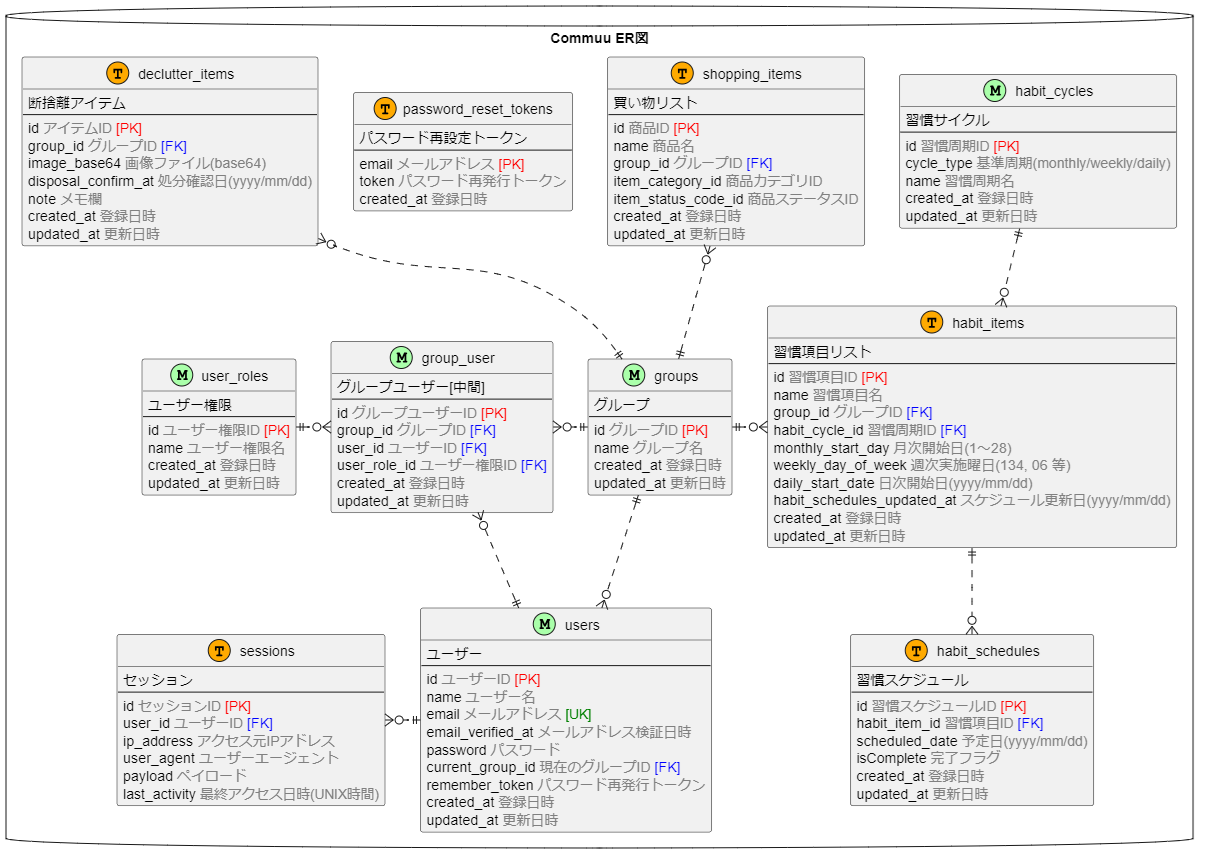 Commuu ER図
T declutter_items
断捨離アイテム
id アイテムID [PK]
group_id グループID [FK]
image_base64 画像ファイル(base64)
disposal_confirm_at 処分確認日(yyyy/mm/dd)
note メモ欄
created_at 登録日時
updated_at 更新日時
T password_reset_tokens
パスワード再設定トークン
email メールアドレス [PK]
token パスワード再発行トークン
created_at 登録日時
T shopping_items
買い物リスト
id 商品ID [PK]
name 商品名
group_id グループID [FK]
item_category_id 商品カテゴリID
item_status_code_id 商品ステータスID
created_at 登録日時
updated_at 更新日時
M habit_cycles
習慣サイクル
id 習慣周期ID [PK]
cycle_type 基準周期(monthly/weekly/daily)
name 習慣周期名
created_at 登録日時
updated_at 更新日時
M user_roles
ユーザー権限
id ユーザー権限ID [PK]
name ユーザー権限名
created_at 登録日時
updated_at 更新日時
M group_user
グループユーザー[中間]
id グループユーザーID [PK]
group_id グループID [FK]
user_id ユーザーID [FK]
user_role_id ユーザー権限ID [FK]
created_at 登録日時
updated_at 更新日時
M groups
グループ
id グループID [PK]
name グループ名
created_at 登録日時
updated_at 更新日時
T habit_items
習慣項目リスト
id 習慣項目ID [PK]
name 習慣項目名
group_id グループID [FK]
habit_cycle_id 習慣周期ID [FK]
monthly_start_day 月次開始日(1～28)
weekly_day_of_week 週次実施曜日(134, 06 等)
daily_start_date 日次開始日(yyyy/mm/dd)
habit_schedules_updated_at スケジュール更新日(yyyy/mm/dd)
created_at 登録日時
updated_at 更新日時
T sessions
セッション
id セッションID [PK]
user_id ユーザーID [FK]
ip_address アクセス元IPアドレス
user_agent ユーザーエージェント
payload ペイロード
last_activity 最終アクセス日時(UNIX時間)
M users
ユーザー
id ユーザーID [PK]
name ユーザー名
email メールアドレス [UK]
email_verified_at メールアドレス検証日時
password パスワード
current_group_id 現在のグループID [FK]
remember_token パスワード再発行トークン
created_at 登録日時
updated_at 更新日時
T habit_schedules
習慣スケジュール
id 習慣スケジュールID [PK]
habit_item_id 習慣項目ID [FK]
scheduled_date 予定日(yyyy/mm/dd)
isComplete 完了フラグ
created_at 登録日時
updated_at 更新日時